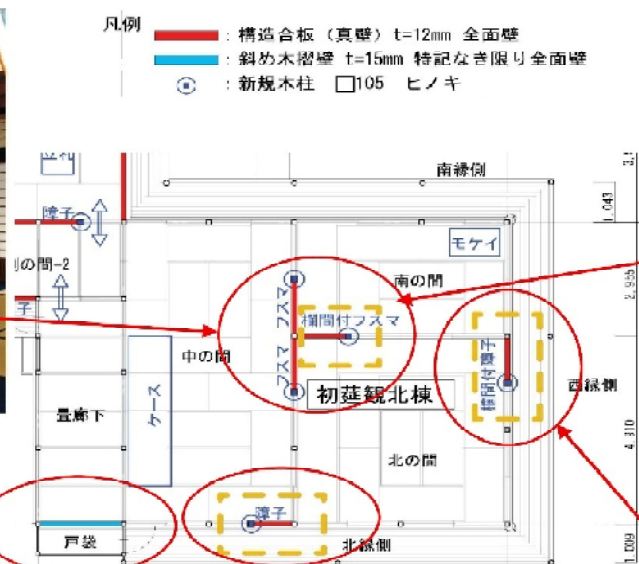 凡例
: 構造合板 (真壁) t=12mm 全面壁
: 斜め木摺壁 t=15mm 特記なき限り全面壁
: 新規木柱 □105 ヒノキ
南縁側
1,043
障子
モケイ
の間-2
南の間
フスマ
欄間付フスマ
2,955
中の間
フスマ
欄間付障子
西縁側
初莚観北棟
ケース
畳廊下
4,810
北の間
障子
戸袋
北縁側
1,009